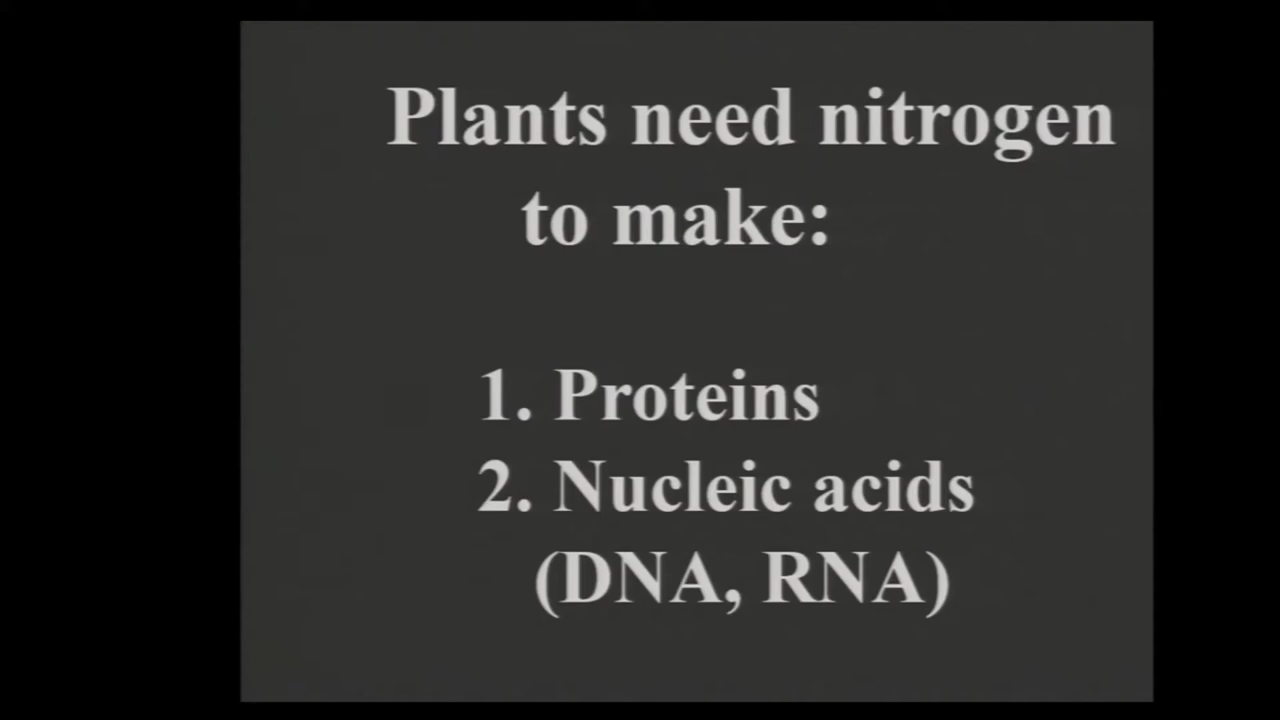 Plants need nitrogen
to make:
1. Proteins
2. Nucleic acids
(DNA, RNA)